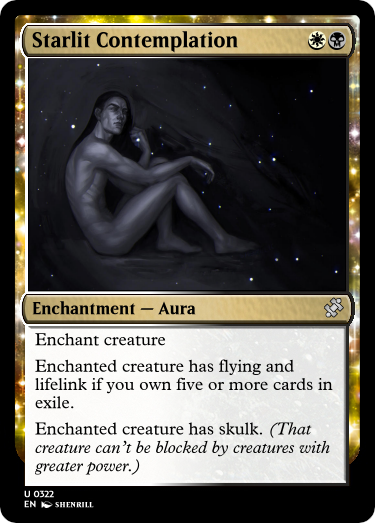 Starlit Contemplation
Enchantment — Aura
Enchant creature
Enchanted creature has flying and
lifelink if you own five or more cards in
exile.
Enchanted creature has skulk. (That
creature can't be blocked by creatures with
greater power.)
U 0322
EN SHENRILL